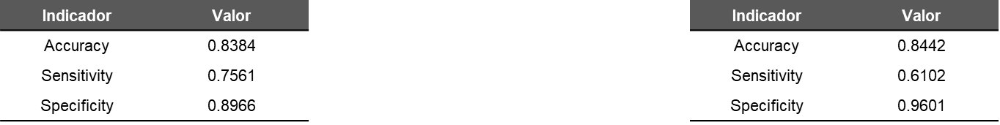 Indicador Valor
Accuracy 0.8384
Sensitivity 0.7561
Specificity 0.8966
Indicador Valor
Accuracy 0.8442
Sensitivity 0.6102
Specificity 0.9601